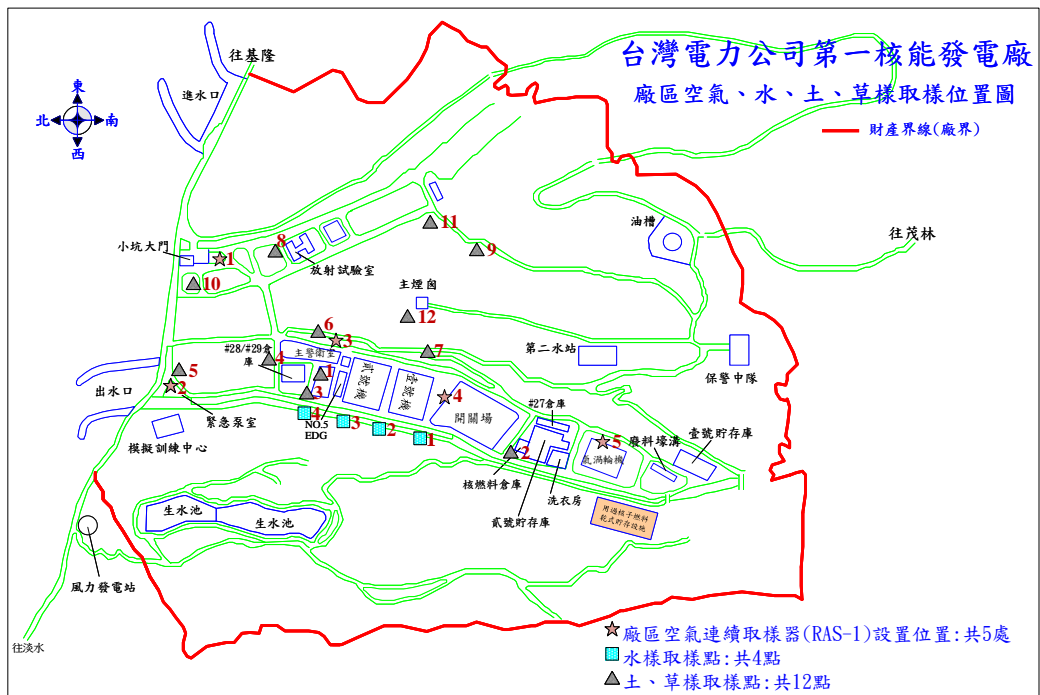 台灣電力公司第一核能發電廠
廠區空氣、水、土、草樣取樣位置圖
財產界線(廠界)
往基隆
進水口
東
北
南
西
油槽
往茂林
11
9
8
小坑大門
1
放射試驗室
10
主煙囪
12
6
3
7
第二水站
保警中隊
#28/#29倉
庫
4
主警衛室
1
貳號機
壹號機
3
5
2
出水口
緊急泵室
4
開關場
#27倉庫
4
NO.5
EDG
3
2
1
2
5
廢料壕溝
壹號貯存庫
氣渦輪機
模擬訓練中心
核燃料倉庫
洗衣房
貳號貯存庫
用過核子燃料
乾式貯存設施
生水池
生水池
風力發電站
往淡水
廠區空氣連續取樣器(RAS-1)設置位置:共5處
水樣取樣點:共4點
土、草樣取樣點:共12點